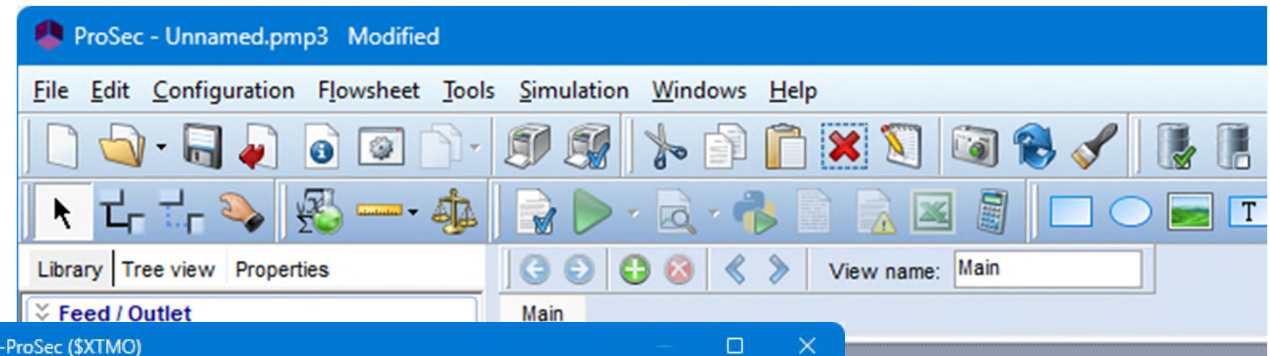 ProSec - Unnamed.pmp3 Modified
File Edit Configuration Flowsheet Tools Simulation Windows Help
T
Library Tree view Properties
View name: Main
Feed / Outlet
Main
-ProSec ($XTMO)